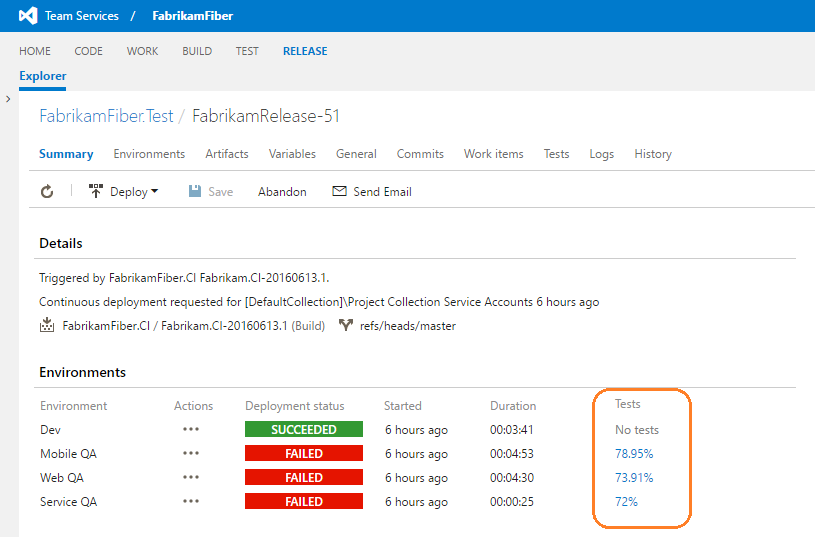 Team Services / FabrikamFiber
HOME CODE WORK BUILD TEST RELEASE
Explorer
FabrikamFiber.Test / FabrikamRelease-51
Summary Environments Artifacts Variables General Commits Work items Tests Logs History
Deploy Save Abandon Send Email
Details
Triggered by FabrikamFiber.CI Fabrikam.CI-20160613.1.
Continuous deployment requested for [DefaultCollection]\Project Collection Service Accounts 6 hours ago
FabrikamFiber.CI / Fabrikam.CI-20160613.1 (Build) refs/heads/master
Environments
Environment Actions Deployment status Started Duration Tests
Dev ••• SUCCEEDED 6 hours ago 00:03:41 No tests
Mobile QA ••• FAILED 6 hours ago 00:04:53 78.95%
Web QA ••• FAILED 6 hours ago 00:04:30 73.91%
Service QA ••• FAILED 6 hours ago 00:00:25 72%